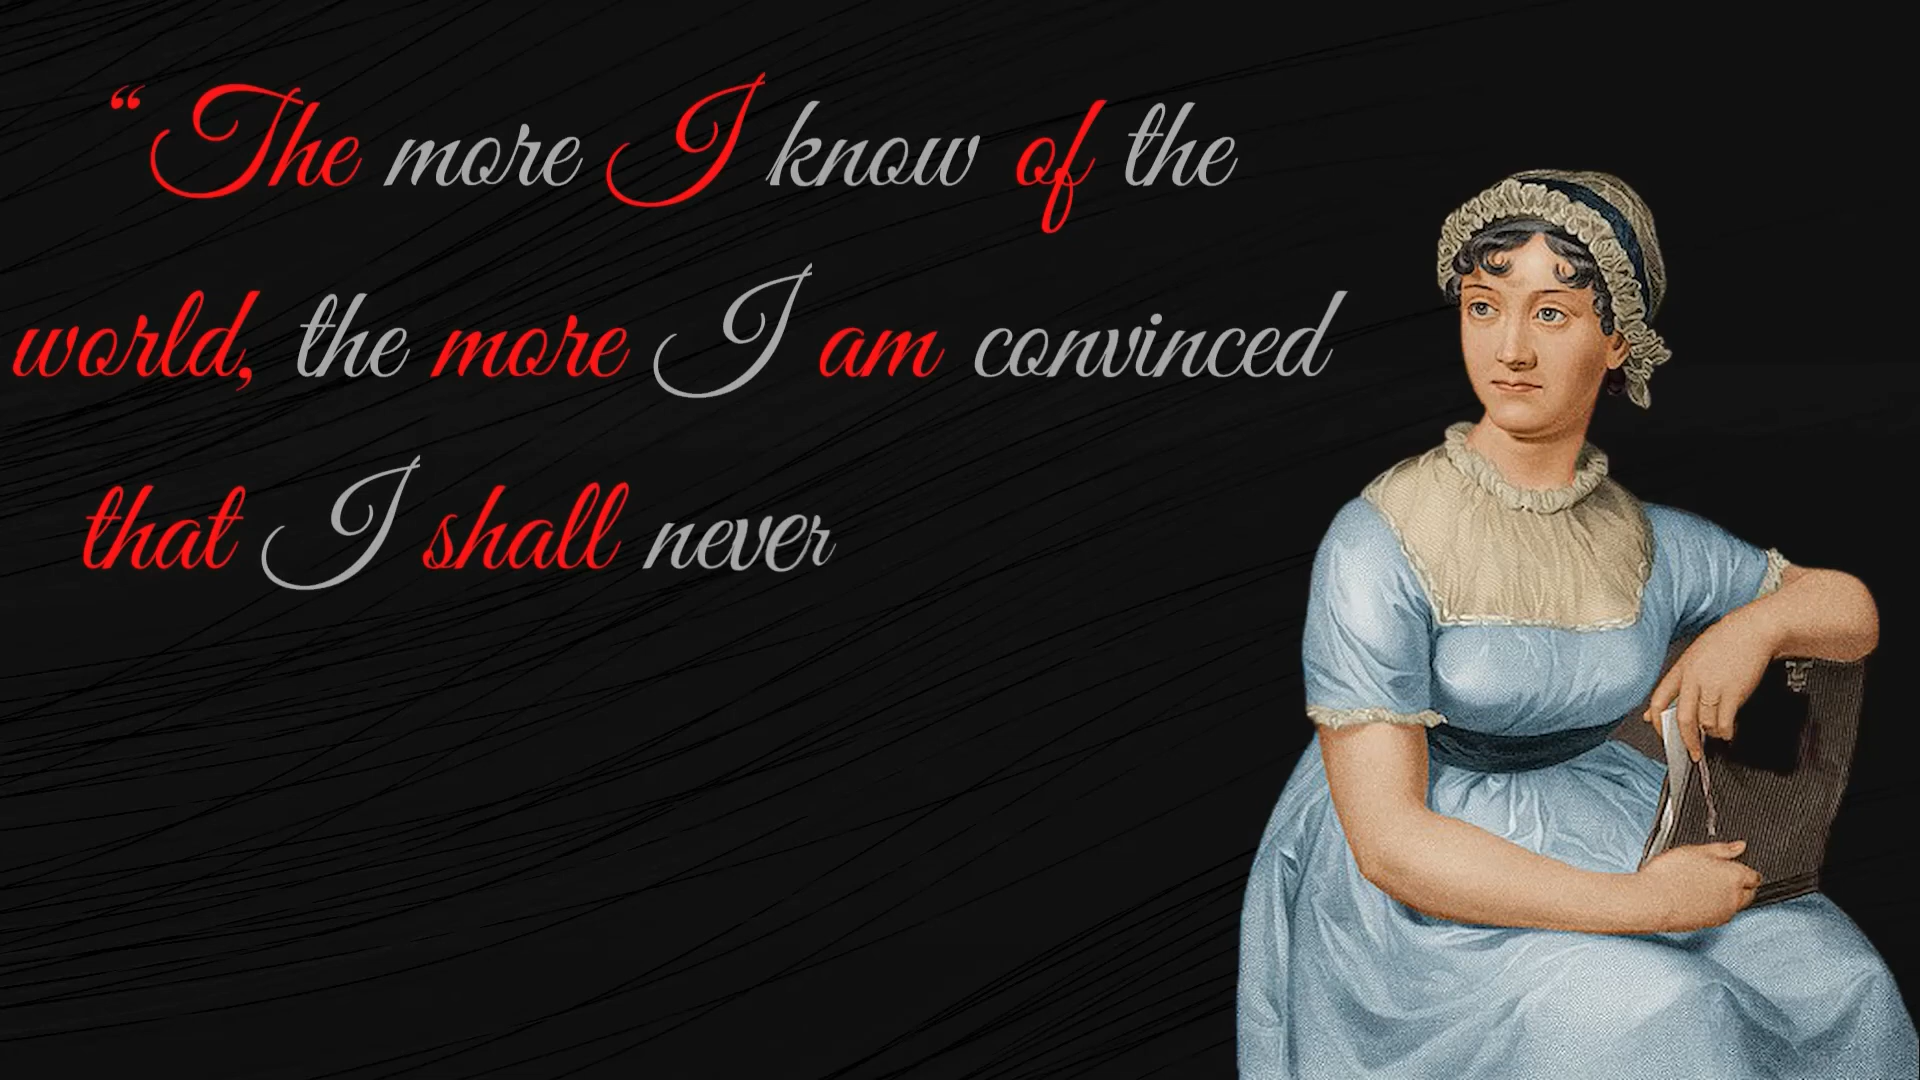 “The more I know of the
world, the more I am convinced
that I shall never